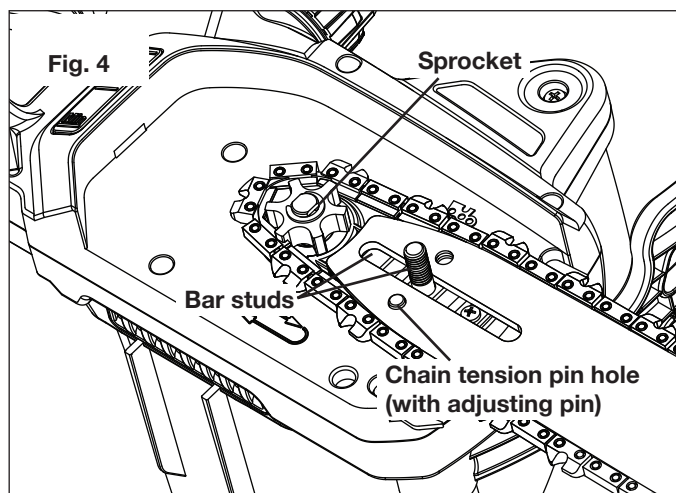 Fig. 4
Sprocket
Bar studs
Chain tension pin hole
(with adjusting pin)